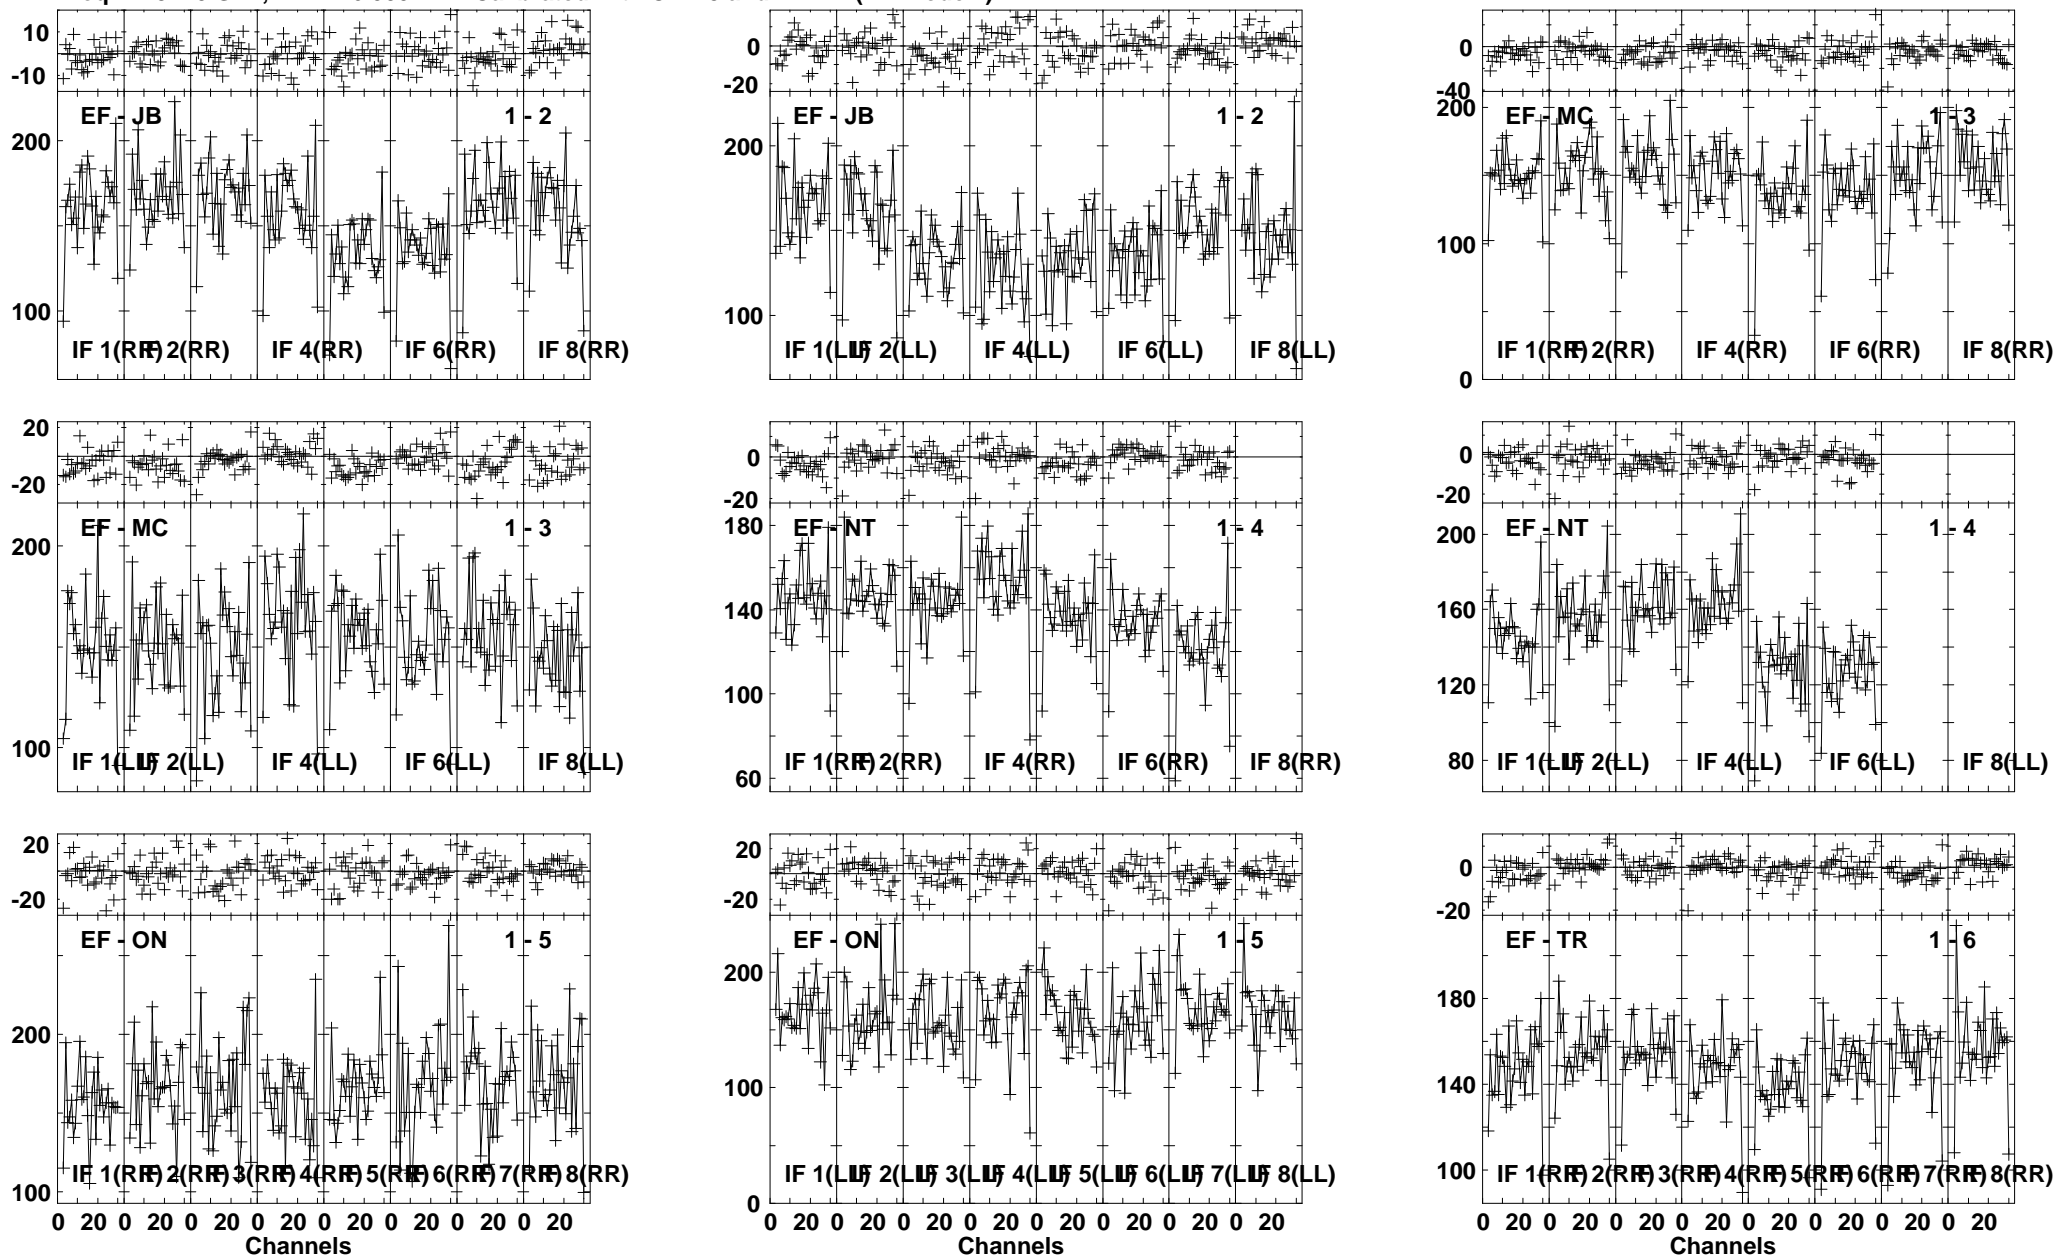 10
0
-10
EF - JB 1 - 2
200
100
IF 1(RR) IF 2(RR) IF 4(RR) IF 6(RR) IF 8(RR)
0
-20
EF - JB 1 - 2
200
100
IF 1(LL) IF 2(LL) IF 4(LL) IF 6(LL) IF 8(LL)
0
-40
EF - MC 1 - 3
200
100
0
IF 1(RR) IF 2(RR) IF 4(RR) IF 6(RR) IF 8(RR)
20
0
-20
EF - MC 1 - 3
200
100
IF 1(LL) IF 2(LL) IF 4(LL) IF 6(LL) IF 8(LL)
0
-20
EF - NT 1 - 4
180
140
100
60
IF 1(RR) IF 2(RR) IF 4(RR) IF 6(RR) IF 8(RR)
0
-20
EF - NT 1 - 4
200
160
120
80
IF 1(LL) IF 2(LL) IF 4(LL) IF 6(LL) IF 8(LL)
20
0
-20
EF - ON 1 - 5
200
100
IF 1(RR) IF 2(RR) IF 3(RR) IF 4(RR) IF 5(RR) IF 6(RR) IF 7(RR) IF 8(RR)
0 20 0 20 0 20 0 20 0 20 0 20 0 20 0 20
Channels
20
0
-20
EF - ON 1 - 5
200
100
0
IF 1(LL) IF 2(LL) IF 3(LL) IF 4(LL) IF 5(LL) IF 6(LL) IF 7(LL) IF 8(LL)
0 20 0 20 0 20 0 20 0 20 0 20 0 20 0 20
Channels
0
-20
EF - TR 1 - 6
180
140
100
IF 1(RR) IF 2(RR) IF 3(RR) IF 4(RR) IF 5(RR) IF 6(RR) IF 7(RR) IF 8(RR)
0 20 0 20 0 20 0 20 0 20 0 20 0 20 0 20
Channels